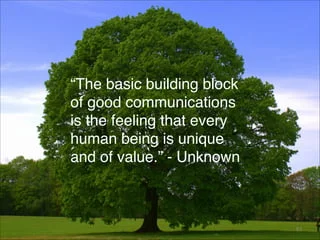 “The basic building block
of good communications
is the feeling that every
human being is unique
and of value.” - Unknown